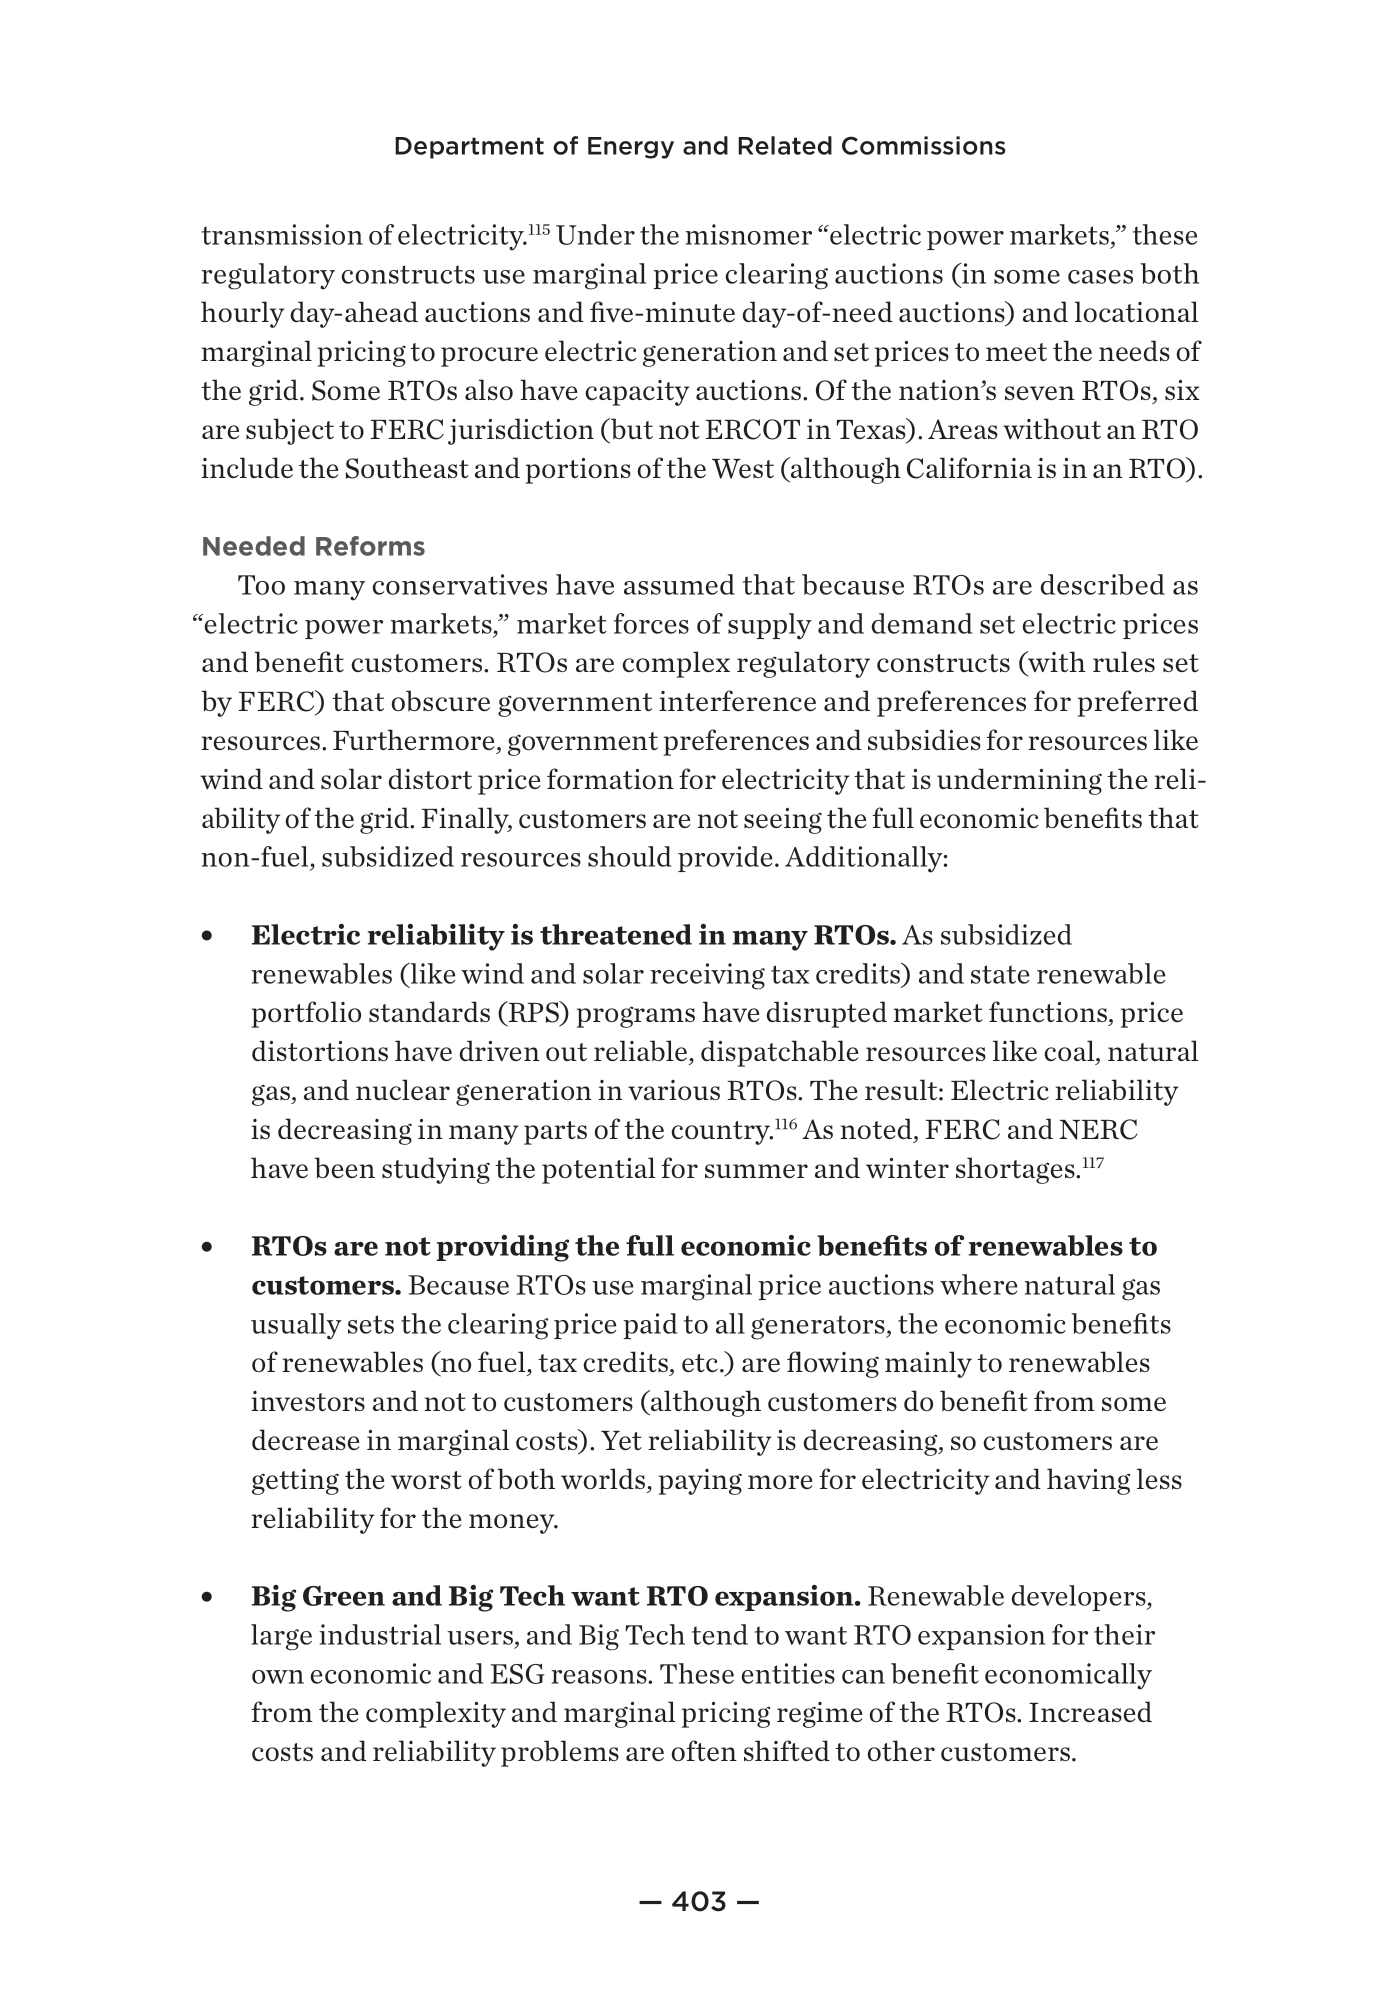 Department of Energy and Related Commissions
transmission of electricity.¹¹⁵ Under the misnomer “electric power markets,” these
regulatory constructs use marginal price clearing auctions (in some cases both
hourly day-ahead auctions and five-minute day-of-need auctions) and locational
marginal pricing to procure electric generation and set prices to meet the needs of
the grid. Some RTOs also have capacity auctions. Of the nation’s seven RTOs, six
are subject to FERC jurisdiction (but not ERCOT in Texas). Areas without an RTO
include the Southeast and portions of the West (although California is in an RTO).
Needed Reforms
Too many conservatives have assumed that because RTOs are described as
“electric power markets,” market forces of supply and demand set electric prices
and benefit customers. RTOs are complex regulatory constructs (with rules set
by FERC) that obscure government interference and preferences for preferred
resources. Furthermore, government preferences and subsidies for resources like
wind and solar distort price formation for electricity that is undermining the reli-
ability of the grid. Finally, customers are not seeing the full economic benefits that
non-fuel, subsidized resources should provide. Additionally:
• Electric reliability is threatened in many RTOs. As subsidized
renewables (like wind and solar receiving tax credits) and state renewable
portfolio standards (RPS) programs have disrupted market functions, price
distortions have driven out reliable, dispatchable resources like coal, natural
gas, and nuclear generation in various RTOs. The result: Electric reliability
is decreasing in many parts of the country.¹¹⁶ As noted, FERC and NERC
have been studying the potential for summer and winter shortages.¹¹⁷
• RTOs are not providing the full economic benefits of renewables to
customers. Because RTOs use marginal price auctions where natural gas
usually sets the clearing price paid to all generators, the economic benefits
of renewables (no fuel, tax credits, etc.) are flowing mainly to renewables
investors and not to customers (although customers do benefit from some
decrease in marginal costs). Yet reliability is decreasing, so customers are
getting the worst of both worlds, paying more for electricity and having less
reliability for the money.
• Big Green and Big Tech want RTO expansion. Renewable developers,
large industrial users, and Big Tech tend to want RTO expansion for their
own economic and ESG reasons. These entities can benefit economically
from the complexity and marginal pricing regime of the RTOs. Increased
costs and reliability problems are often shifted to other customers.
— 403 —